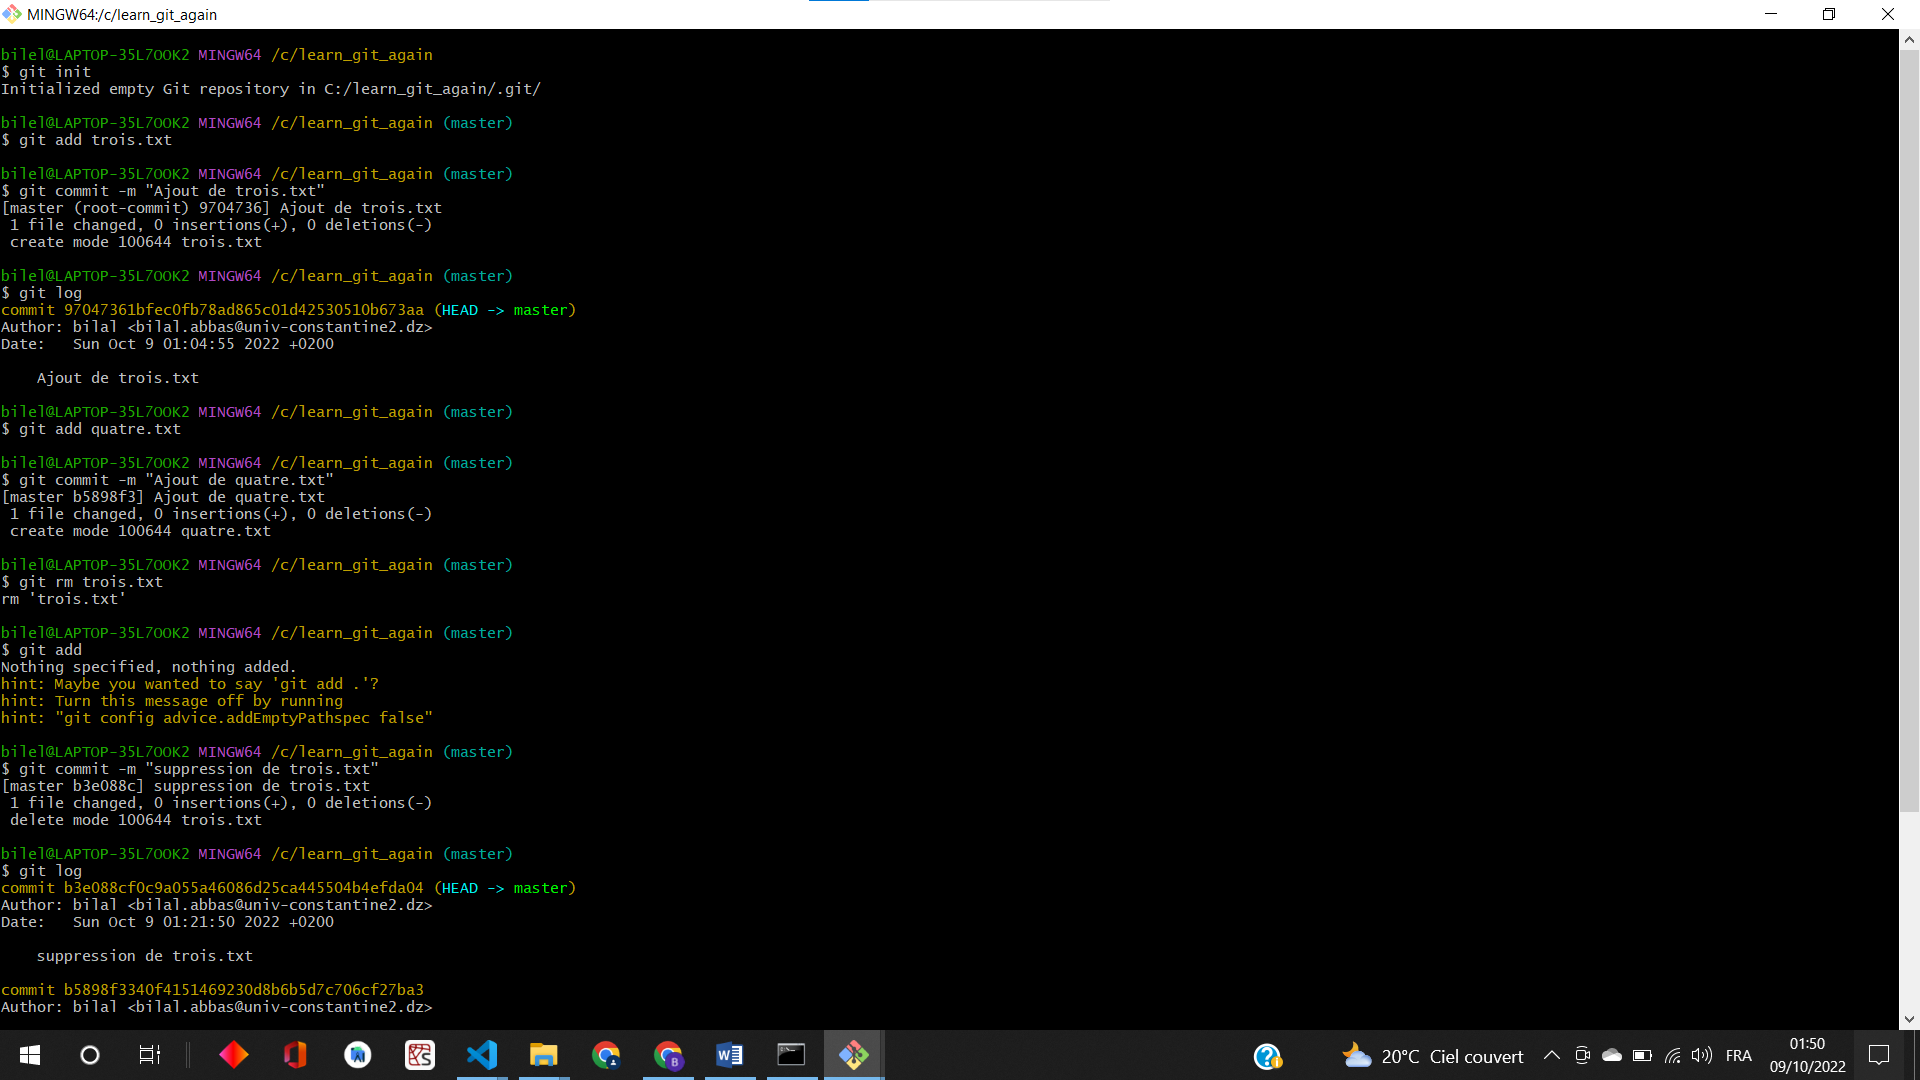 MINGW64:/c/learn_git_again
bilel@LAPTOP-35L7OOK2 MINGW64 /c/learn_git_again
$ git init
Initialized empty Git repository in C:/learn_git_again/.git/
bilel@LAPTOP-35L7OOK2 MINGW64 /c/learn_git_again (master)
$ git add trois.txt
bilel@LAPTOP-35L7OOK2 MINGW64 /c/learn_git_again (master)
$ git commit -m "Ajout de trois.txt"
[master (root-commit) 9704736] Ajout de trois.txt
 1 file changed, 0 insertions(+), 0 deletions(-)
 create mode 100644 trois.txt
bilel@LAPTOP-35L7OOK2 MINGW64 /c/learn_git_again (master)
$ git log
commit 97047361bfec0fb78ad865c01d42530510b673aa (HEAD -> master)
Author: bilal <bilal.abbas@univ-constantine2.dz>
Date:   Sun Oct 9 01:04:55 2022 +0200
    Ajout de trois.txt
bilel@LAPTOP-35L7OOK2 MINGW64 /c/learn_git_again (master)
$ git add quatre.txt
bilel@LAPTOP-35L7OOK2 MINGW64 /c/learn_git_again (master)
$ git commit -m "Ajout de quatre.txt"
[master b5898f3] Ajout de quatre.txt
 1 file changed, 0 insertions(+), 0 deletions(-)
 create mode 100644 quatre.txt
bilel@LAPTOP-35L7OOK2 MINGW64 /c/learn_git_again (master)
$ git rm trois.txt
rm 'trois.txt'
bilel@LAPTOP-35L7OOK2 MINGW64 /c/learn_git_again (master)
$ git add
Nothing specified, nothing added.
hint: Maybe you wanted to say 'git add .'?
hint: Turn this message off by running
hint: "git config advice.addEmptyPathspec false"
bilel@LAPTOP-35L7OOK2 MINGW64 /c/learn_git_again (master)
$ git commit -m "suppression de trois.txt"
[master b3e088c] suppression de trois.txt
 1 file changed, 0 insertions(+), 0 deletions(-)
 delete mode 100644 trois.txt
bilel@LAPTOP-35L7OOK2 MINGW64 /c/learn_git_again (master)
$ git log
commit b3e088cf0c9a055a46086d25ca445504b4efda04 (HEAD -> master)
Author: bilal <bilal.abbas@univ-constantine2.dz>
Date:   Sun Oct 9 01:21:50 2022 +0200
    suppression de trois.txt
commit b5898f3340f4151469230d8b6b5d7c706cf27ba3
Author: bilal <bilal.abbas@univ-constantine2.dz>
20°C Ciel couvert
FRA
01:50
09/10/2022